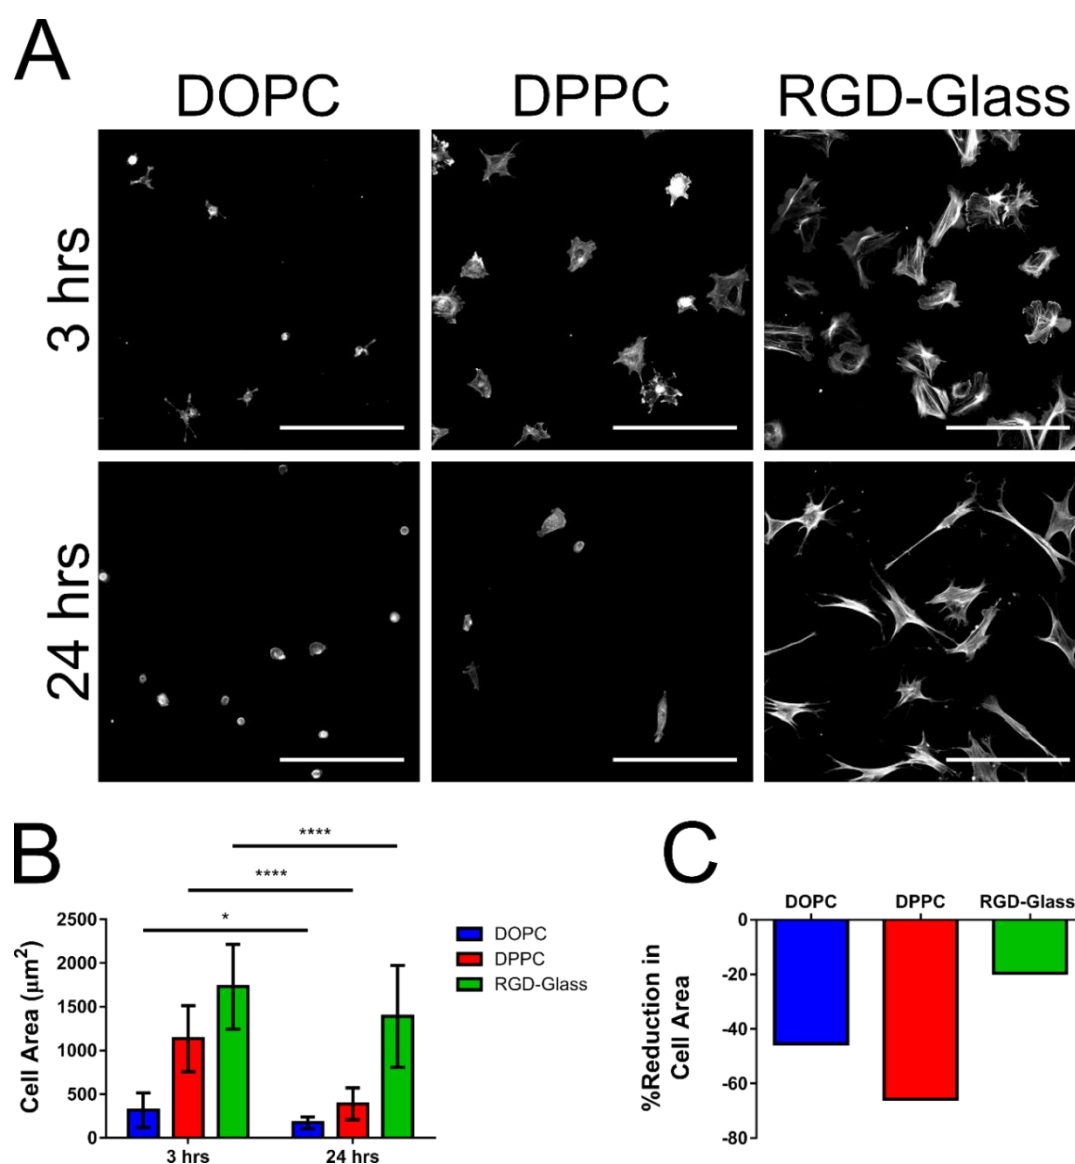 A
DOPC DPPC RGD-Glass
3 hrs
24 hrs
B
****
****
*
Cell Area (μm²)
2500
2000
1500
1000
500
0
3 hrs 24 hrs
DOPC
DPPC
RGD-Glass
C
DOPC DPPC RGD-Glass
%Reduction in
Cell Area
0
-20
-40
-60
-80